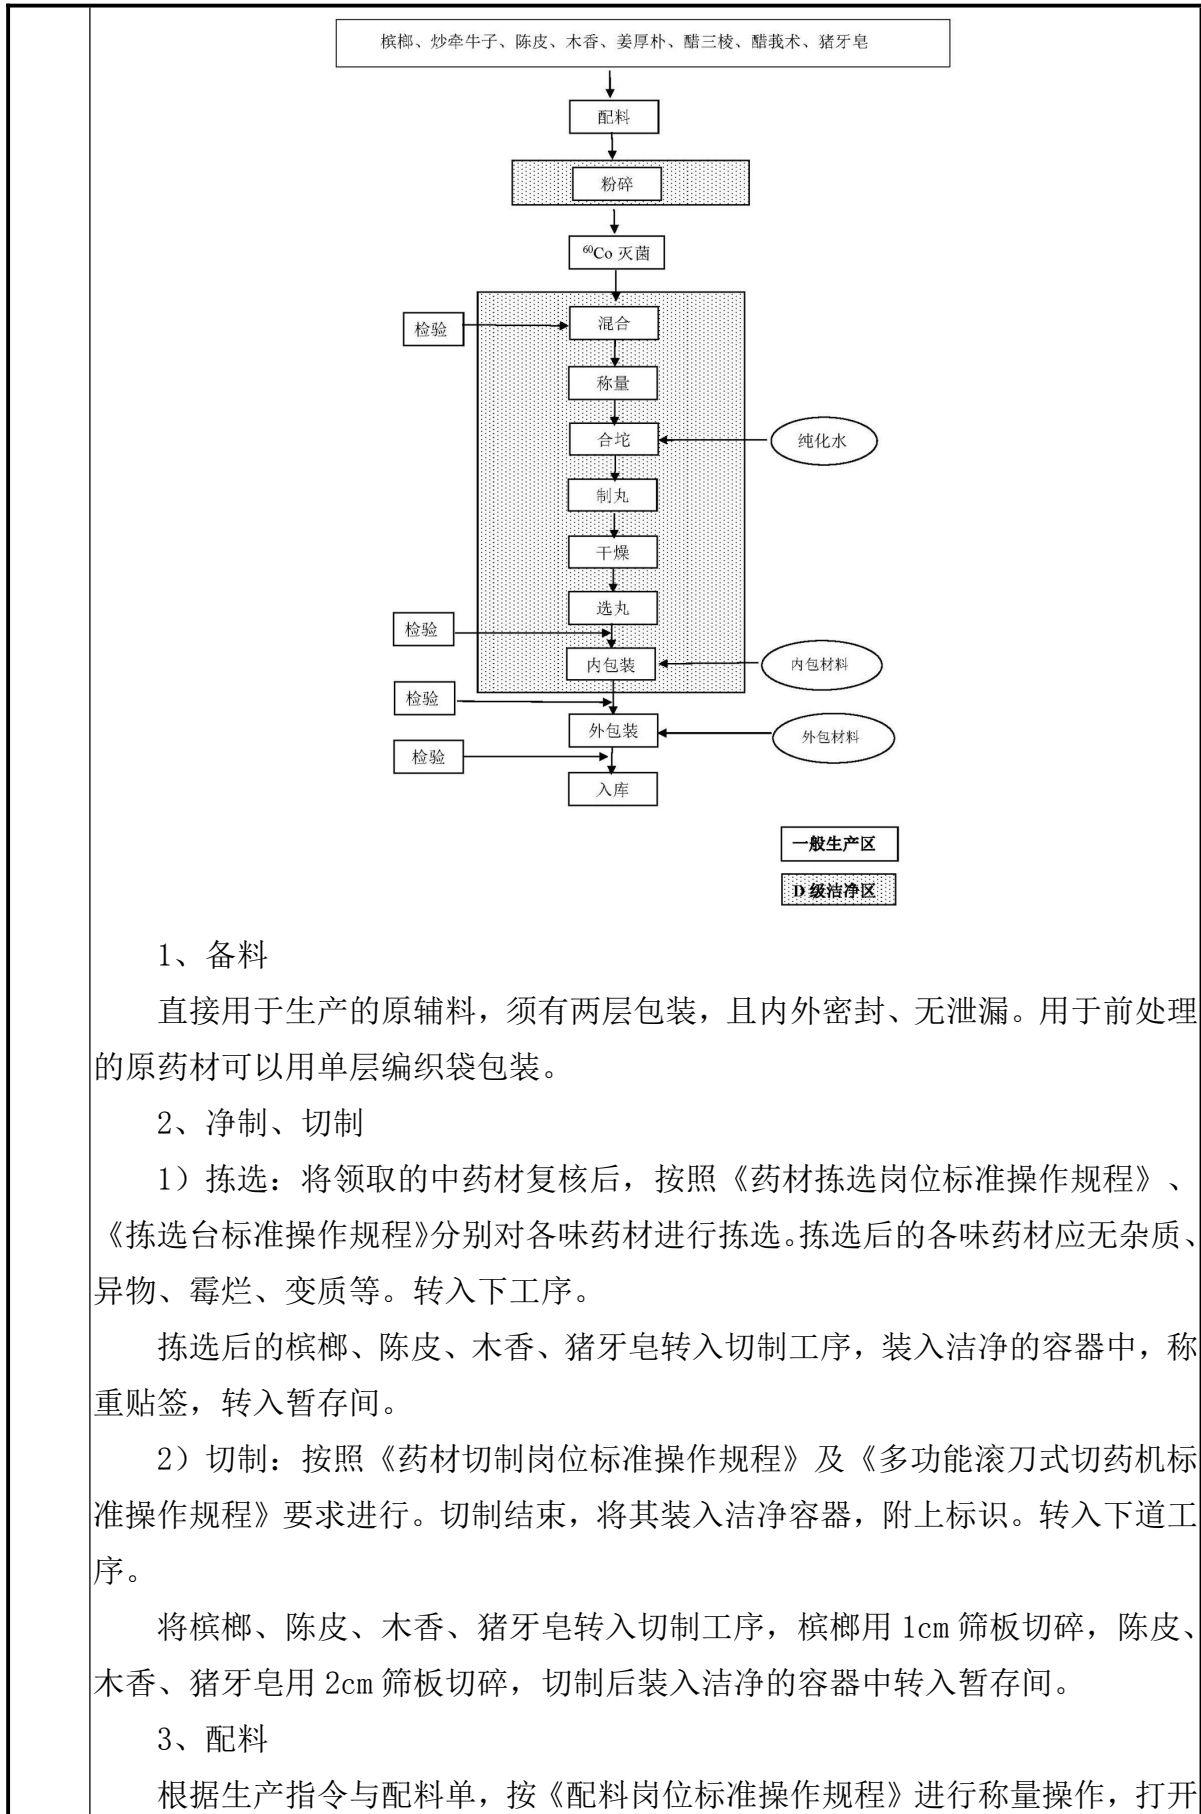 槟榔、炒牵牛子、陈皮、木香、姜厚朴、醋三棱、醋莪术、猪牙皂
配料
粉碎
⁶⁰Co 灭菌
检验
混合
称量
合坨
纯化水
制丸
干燥
选丸
检验
内包装
内包材料
检验
外包装
外包材料
检验
入库
一般生产区
D 级洁净区
1、备料
直接用于生产的原辅料，须有两层包装，且内外密封、无泄漏。用于前处理
的原药材可以用单层编织袋包装。
2、净制、切制
1）拣选：将领取的中药材复核后，按照《药材拣选岗位标准操作规程》、
《拣选台标准操作规程》分别对各味药材进行拣选。拣选后的各味药材应无杂质、
异物、霉烂、变质等。转入下工序。
拣选后的槟榔、陈皮、木香、猪牙皂转入切制工序，装入洁净的容器中，称
重贴签，转入暂存间。
2）切制：按照《药材切制岗位标准操作规程》及《多功能滚刀式切药机标
准操作规程》要求进行。切制结束，将其装入洁净容器，附上标识。转入下道工
序。
将槟榔、陈皮、木香、猪牙皂转入切制工序，槟榔用 1cm 筛板切碎，陈皮、
木香、猪牙皂用 2cm 筛板切碎，切制后装入洁净的容器中转入暂存间。
3、配料
根据生产指令与配料单，按《配料岗位标准操作规程》进行称量操作，打开